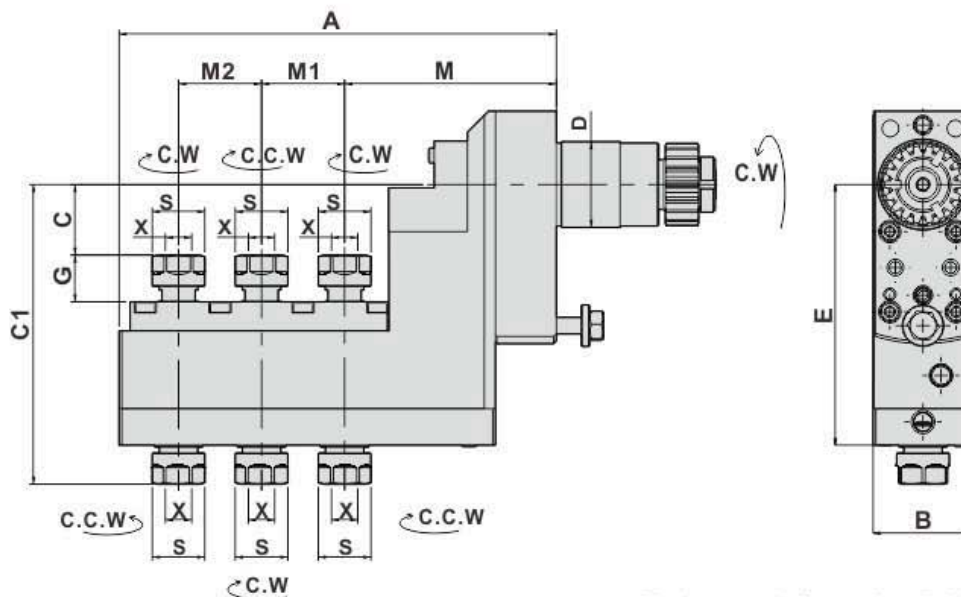 A
M2 M1 M
D
C.W C.C.W C.W
C.W
S S S
C
X X X
G
C1
E
X X X
C.C.W C.C.W
S S S
B
C.W